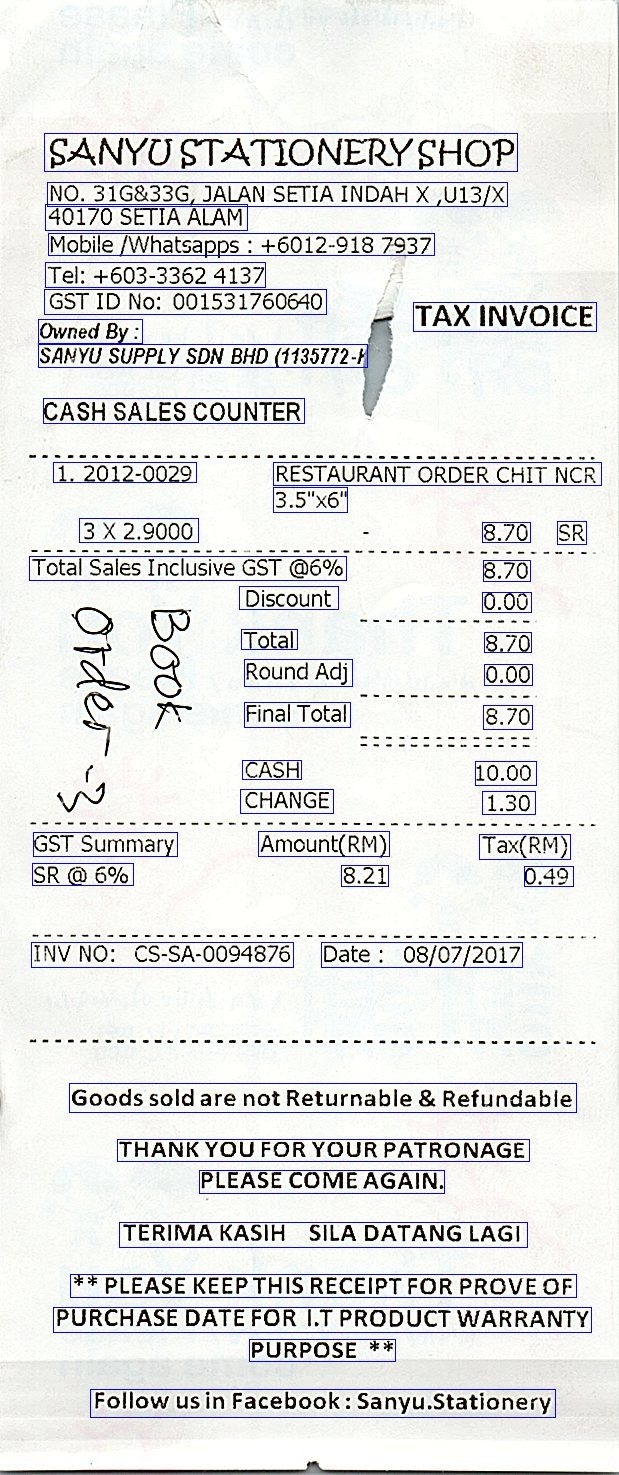 SANYU STATIONERY SHOP
NO. 31G&33G, JALAN SETIA INDAH X ,U13/X
40170 SETIA ALAM
Mobile /Whatsapps : +6012-918 7937
Tel: +603-3362 4137
GST ID No: 001531760640
TAX INVOICE
Owned By :
SANYU SUPPLY SDN BHD (1135772-K
CASH SALES COUNTER
1. 2012-0029 RESTAURANT ORDER CHIT NCR
3.5"x6"
3 X 2.9000 - 8.70 SR
Total Sales Inclusive GST @6% 8.70
Discount 0.00
Total 8.70
Round Adj 0.00
Final Total 8.70
CASH 10.00
CHANGE 1.30
Book
Order -3
GST Summary Amount(RM) Tax(RM)
SR @ 6% 8.21 0.49
INV NO: CS-SA-0094876 Date : 08/07/2017
Goods sold are not Returnable & Refundable
THANK YOU FOR YOUR PATRONAGE
PLEASE COME AGAIN.
TERIMA KASIH SILA DATANG LAGI
** PLEASE KEEP THIS RECEIPT FOR PROVE OF
PURCHASE DATE FOR I.T PRODUCT WARRANTY
PURPOSE **
Follow us in Facebook : Sanyu.Stationery